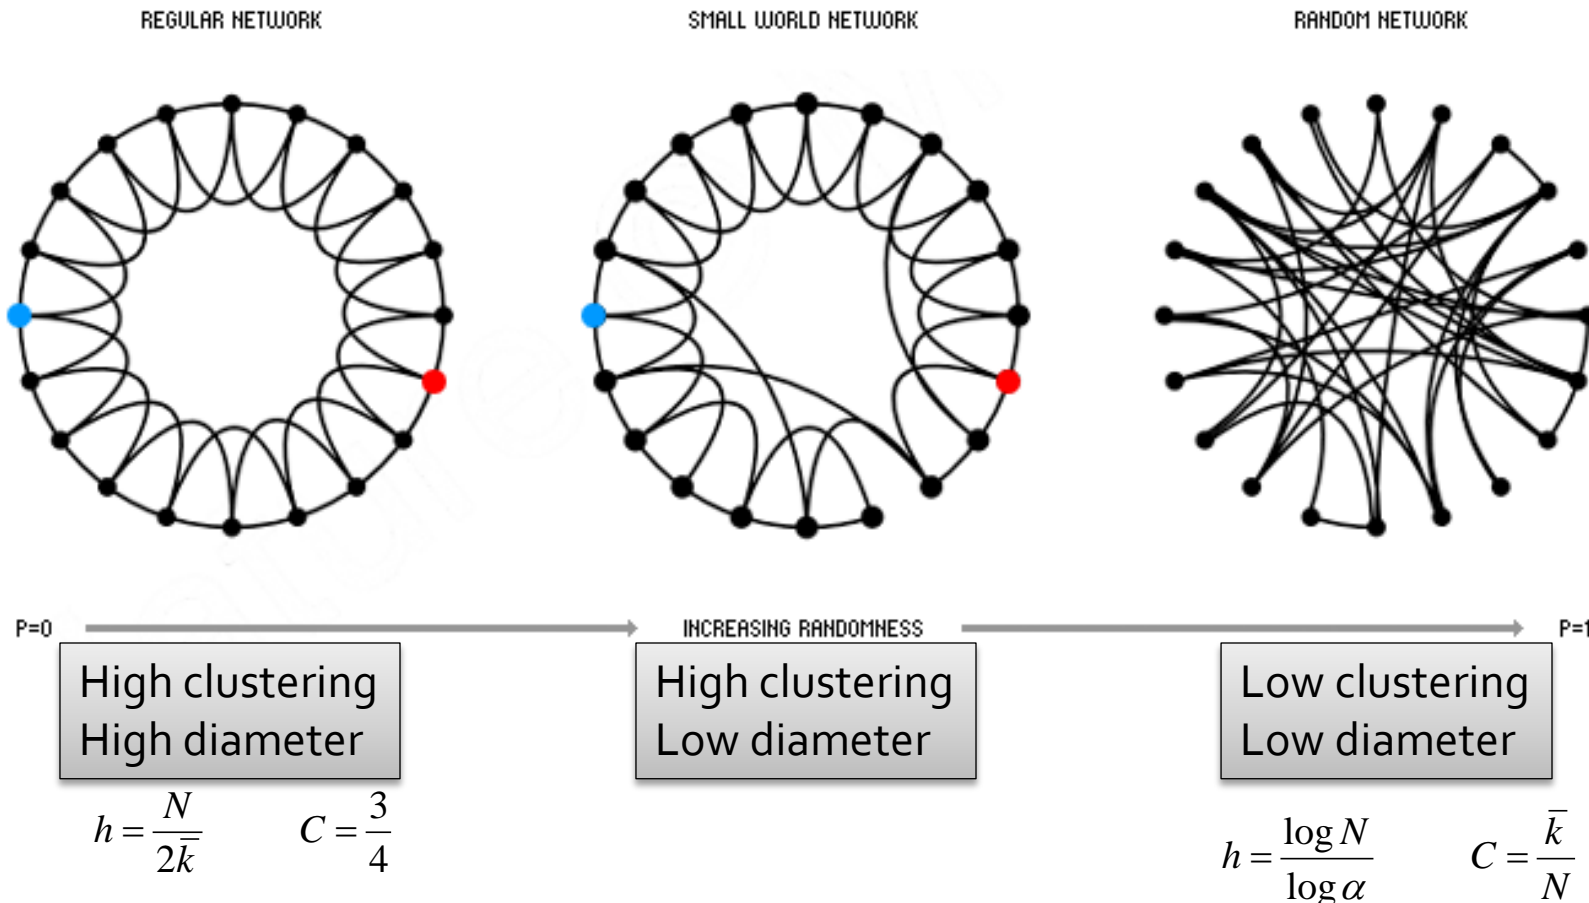 REGULAR NETWORK
SMALL WORLD NETWORK
RANDOM NETWORK
P=0
INCREASING RANDOMNESS
P=1
High clustering
High diameter
High clustering
Low diameter
Low clustering
Low diameter
h = N / 2k̄
C = 3 / 4
h = log N / log α
C = k̄ / N